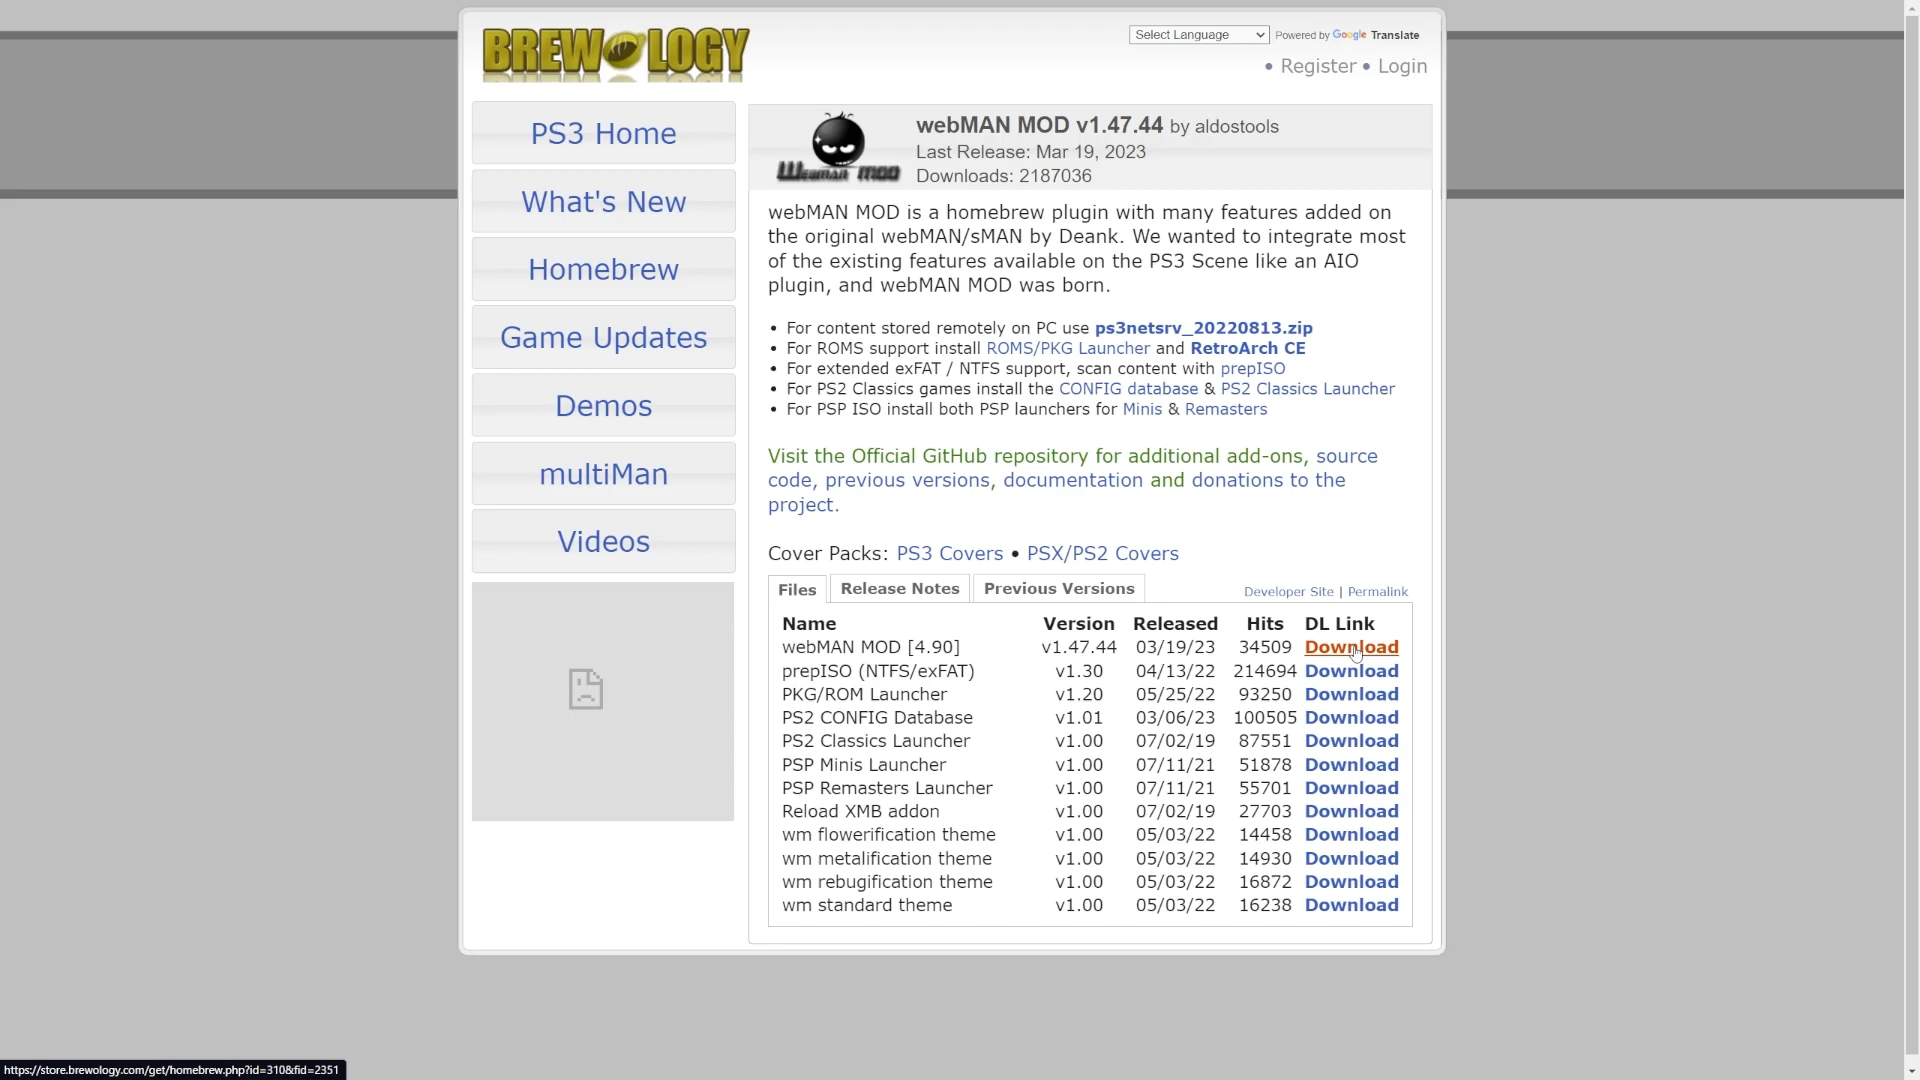 BREWOLOGY
Select Language
Powered by Google Translate
• Register • Login
PS3 Home
What's New
Homebrew
Game Updates
Demos
multiMan
Videos
Webman MOD
webMAN MOD v1.47.44 by aldostools
Last Release: Mar 19, 2023
Downloads: 2187036
webMAN MOD is a homebrew plugin with many features added on
the original webMAN/sMAN by Deank. We wanted to integrate most
of the existing features available on the PS3 Scene like an AIO
plugin, and webMAN MOD was born.
• For content stored remotely on PC use ps3netsrv_20220813.zip
• For ROMS support install ROMS/PKG Launcher and RetroArch CE
• For extended exFAT / NTFS support, scan content with prepISO
• For PS2 Classics games install the CONFIG database & PS2 Classics Launcher
• For PSP ISO install both PSP launchers for Minis & Remasters
Visit the Official GitHub repository for additional add-ons, source
code, previous versions, documentation and donations to the
project.
Cover Packs: PS3 Covers • PSX/PS2 Covers
Files Release Notes Previous Versions Developer Site | Permalink
Name Version Released Hits DL Link
webMAN MOD [4.90] v1.47.44 03/19/23 34509 Download
prepISO (NTFS/exFAT) v1.30 04/13/22 214694 Download
PKG/ROM Launcher v1.20 05/25/22 93250 Download
PS2 CONFIG Database v1.01 03/06/23 100505 Download
PS2 Classics Launcher v1.00 07/02/19 87551 Download
PSP Minis Launcher v1.00 07/11/21 51878 Download
PSP Remasters Launcher v1.00 07/11/21 55701 Download
Reload XMB addon v1.00 07/02/19 27703 Download
wm flowerification theme v1.00 05/03/22 14458 Download
wm metalification theme v1.00 05/03/22 14930 Download
wm rebugification theme v1.00 05/03/22 16872 Download
wm standard theme v1.00 05/03/22 16238 Download
https://store.brewology.com/get/homebrew.php?id=310&fid=2351